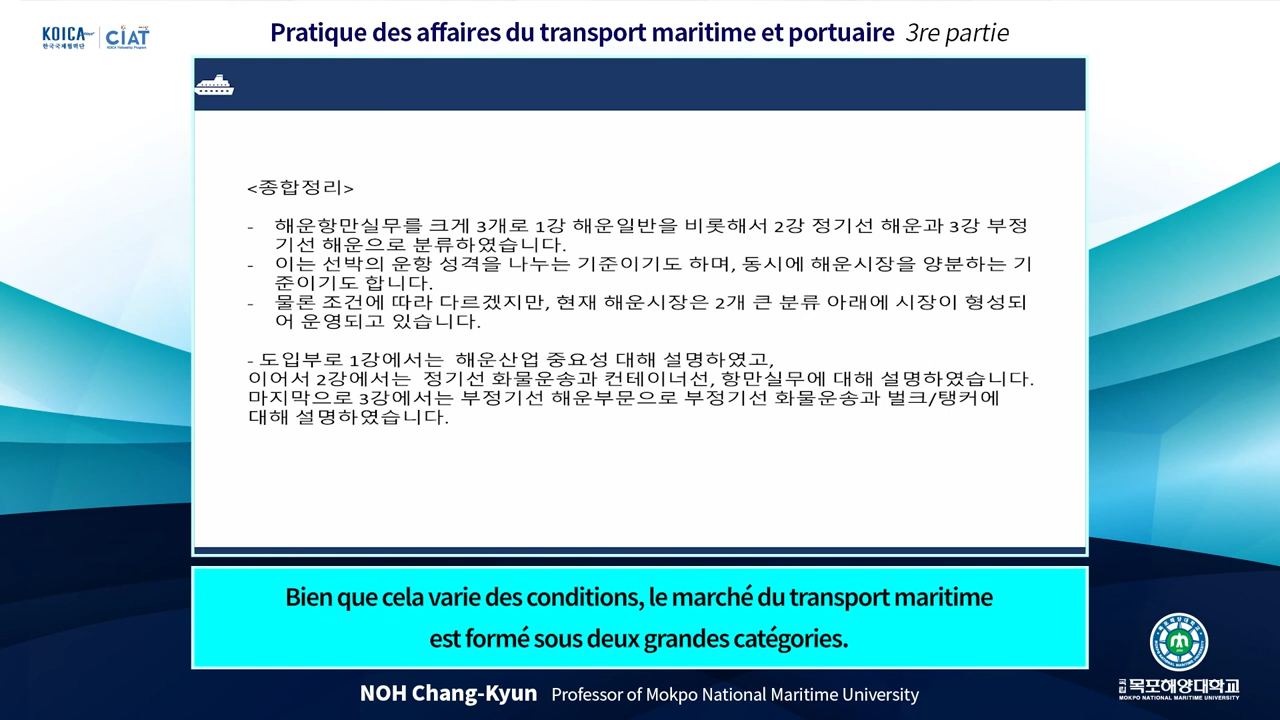 KOICA
한국국제협력단
CIAT
KOICA Fellowship Program
Pratique des affaires du transport maritime et portuaire 3re partie
<종합정리>
- 해운항만실무를 크게 3개로 1강 해운일반을 비롯해서 2강 정기선 해운과 3강 부정
기선 해운으로 분류하였습니다.
- 이는 선박의 운항 성격을 나누는 기준이기도 하며, 동시에 해운시장을 양분하는 기
준이기도 합니다.
- 물론 조건에 따라 다르겠지만, 현재 해운시장은 2개 큰 분류 아래에 시장이 형성되
어 운영되고 있습니다.
- 도입부로 1강에서는 해운산업 중요성 대해 설명하였고,
이어서 2강에서는 정기선 화물운송과 컨테이너선, 항만실무에 대해 설명하였습니다.
마지막으로 3강에서는 부정기선 해운부문으로 부정기선 화물운송과 벌크/탱커에
대해 설명하였습니다.
Bien que cela varie des conditions, le marché du transport maritime
est formé sous deux grandes catégories.
NOH Chang-Kyun Professor of Mokpo National Maritime University
국립 목포해양대학교
MOKPO NATIONAL MARITIME UNIVERSITY